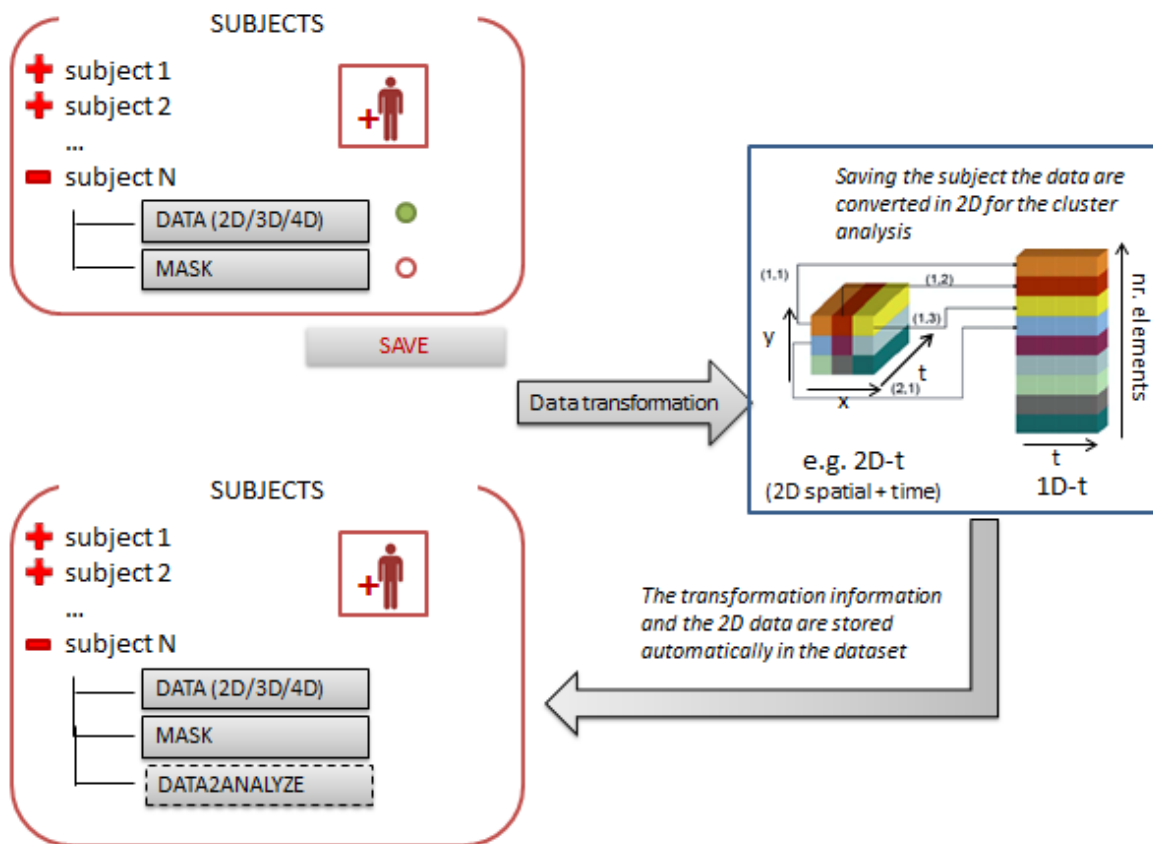 SUBJECTS
subject 1
subject 2
...
subject N
DATA (2D/3D/4D)
MASK
SAVE
Data transformation
Saving the subject the data are
converted in 2D for the cluster
analysis
(1,1)
(1,2)
(1,3)
(2,1)
y
x
t
nr. elements
t
e.g. 2D-t
(2D spatial + time)
1D-t
The transformation information
and the 2D data are stored
automatically in the dataset
SUBJECTS
subject 1
subject 2
...
subject N
DATA (2D/3D/4D)
MASK
DATA2ANALYZE